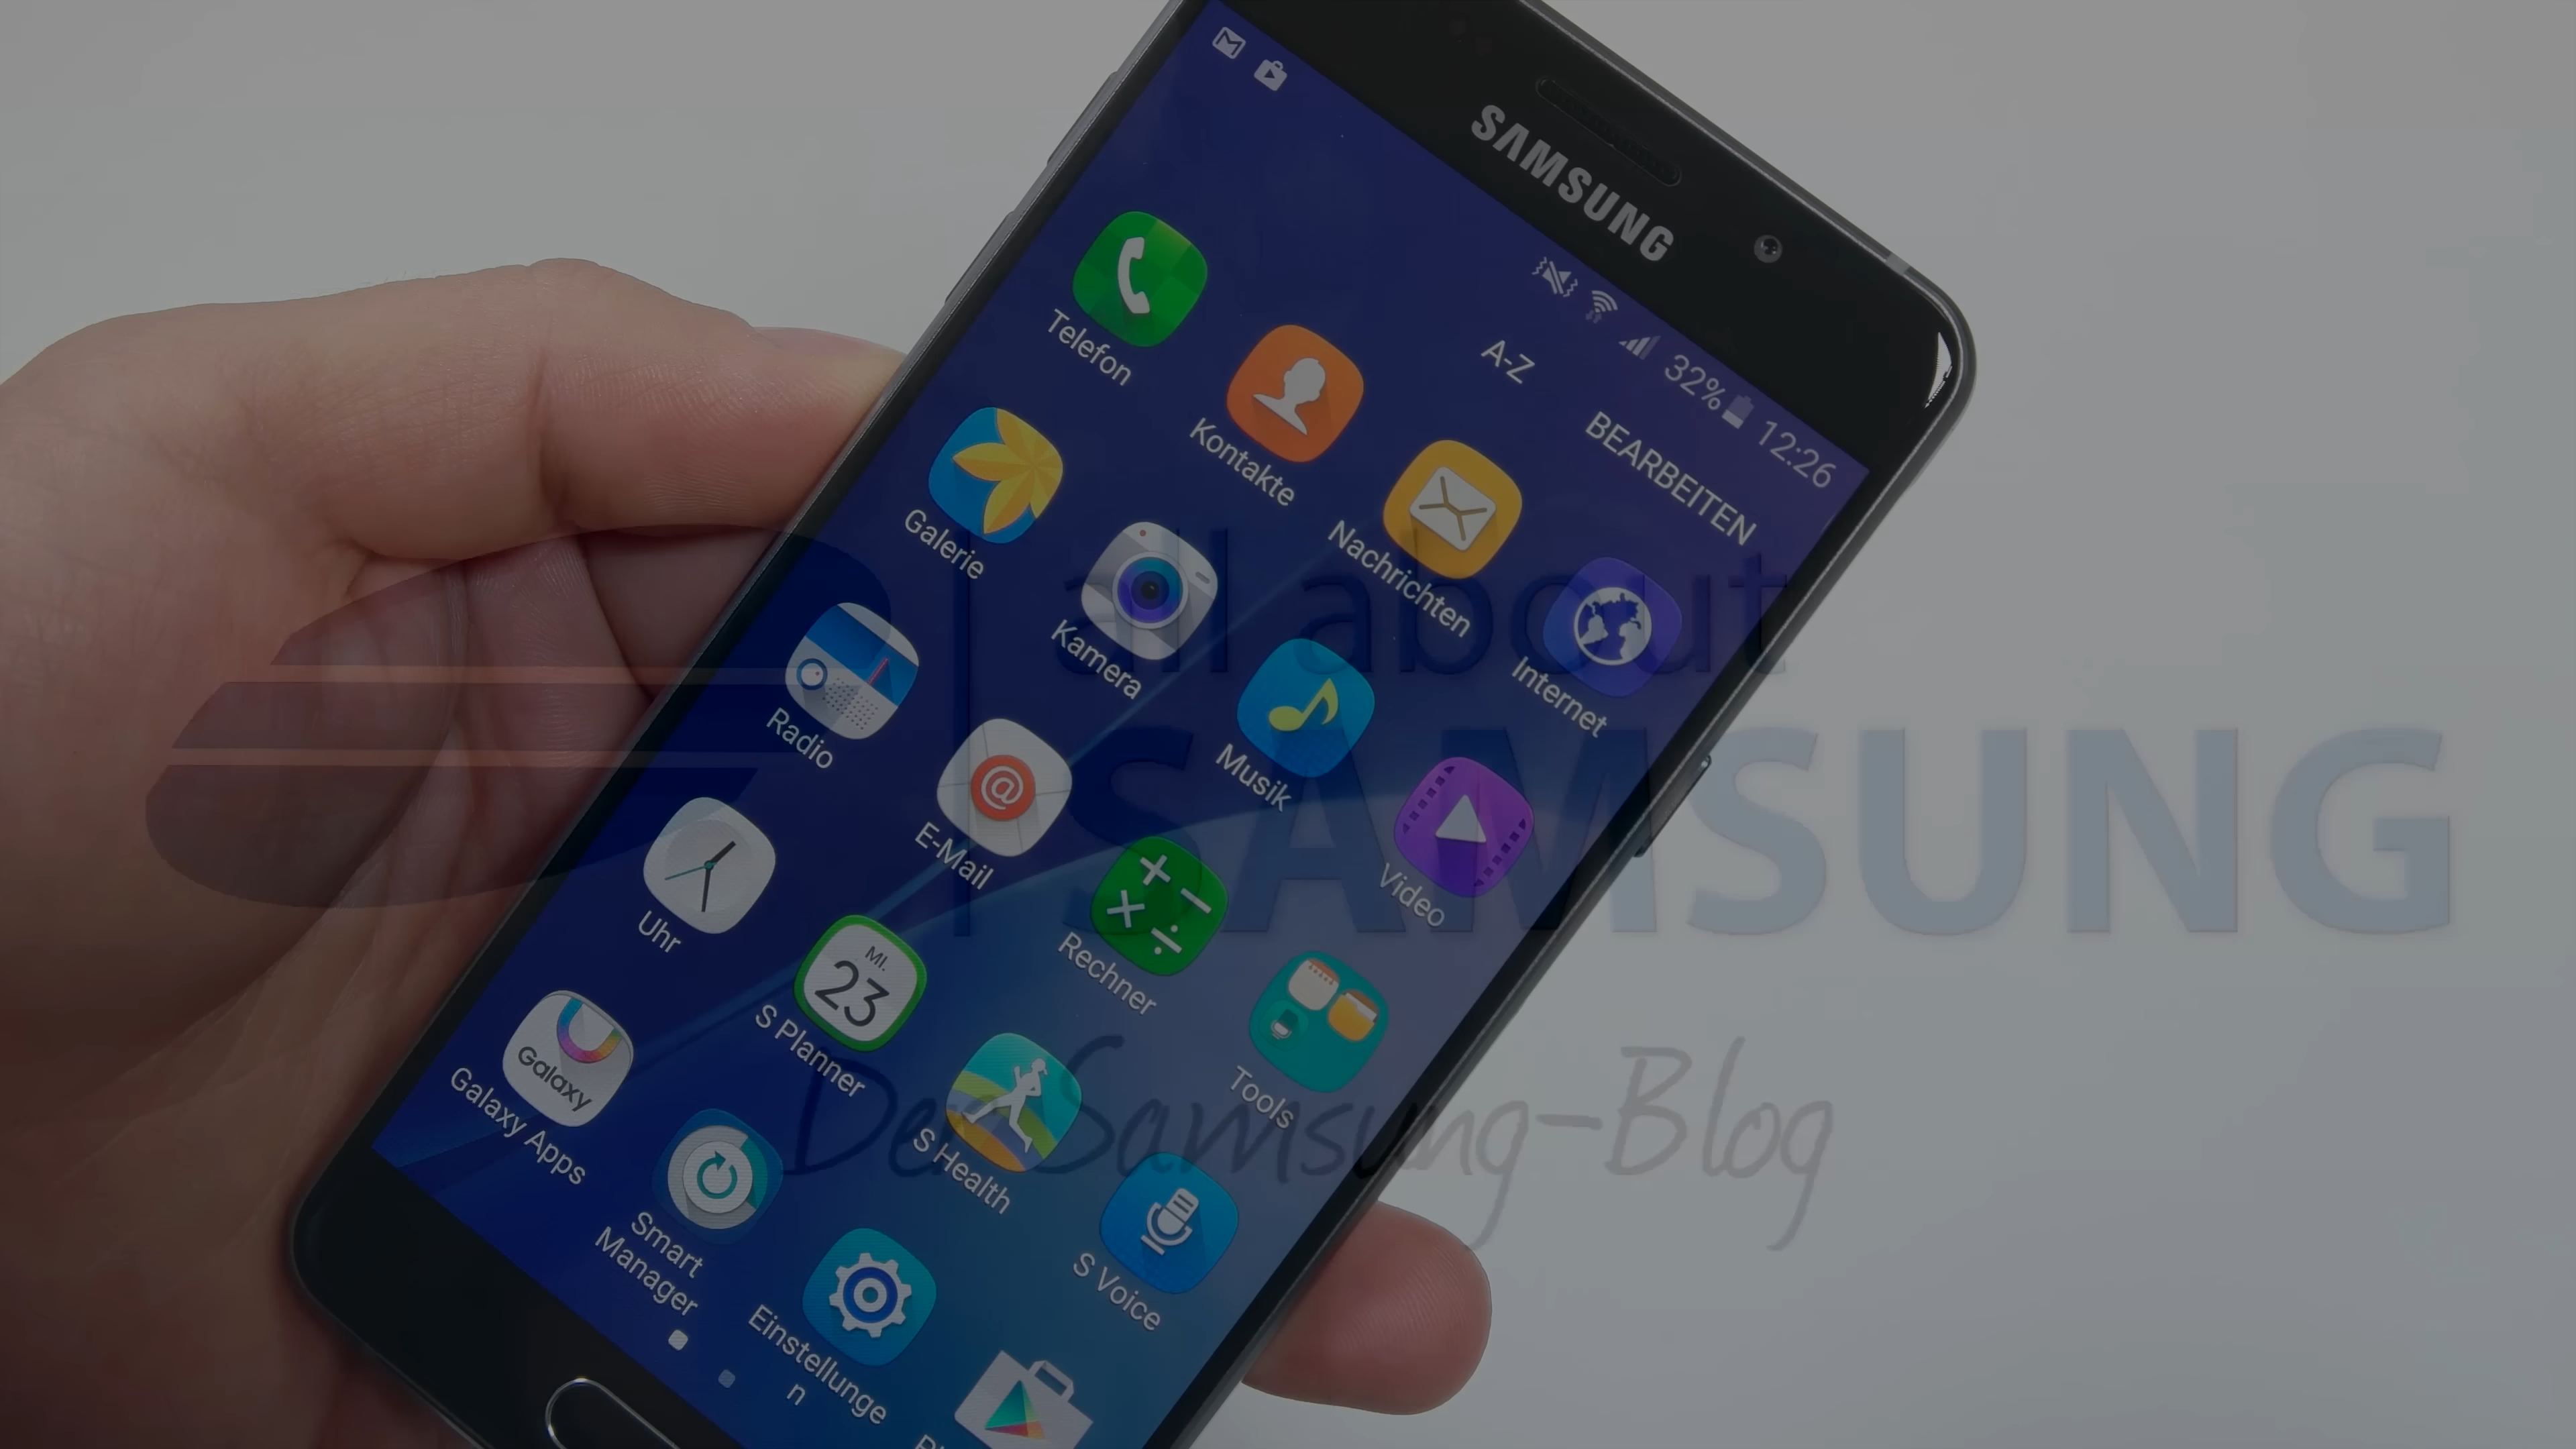 SAMSUNG
32% 12:26
A-Z
BEARBEITEN
Telefon
Kontakte
Nachrichten
Internet
Galerie
Kamera
Musik
Video
Radio
@
E-Mail
Rechner
Tools
Uhr
MI.
23
S Planner
S Health
S Voice
Galaxy
Galaxy Apps
Smart
Manager
Einstellunge
n
all about
SAMSUNG
Der Samsung-Blog